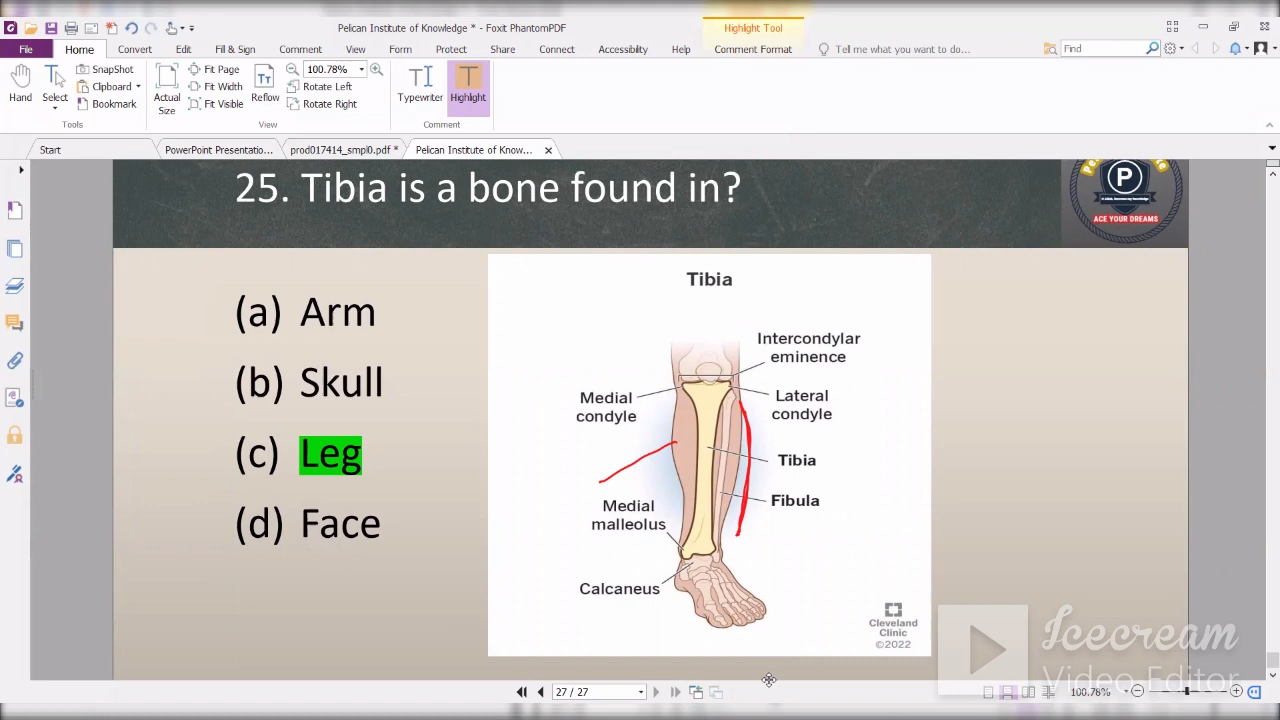 Pelican Institute of Knowledge * - Foxit PhantomPDF
Highlight Tool
File Home Convert Edit Fill & Sign Comment View Form Protect Share Connect Accessibility Help Comment Format Tell me what you want to do... Find
Hand
Select
SnapShot
Clipboard
Bookmark
Tools
Actual Size
Fit Page
Fit Width
Fit Visible
Reflow
100.78%
Rotate Left
Rotate Right
View
Typewriter
Highlight
Comment
Start PowerPoint Presentatio... prod017414_smpl0.pdf * Pelican Institute of Know...
25. Tibia is a bone found in?
P
ACE YOUR DREAMS
(a) Arm
(b) Skull
(c) Leg
(d) Face
Tibia
Intercondylar
eminence
Medial
condyle
Lateral
condyle
Tibia
Fibula
Medial
malleolus
Calcaneus
Cleveland
Clinic
©2022
Icecream
Video Editor
27 / 27
100.78%